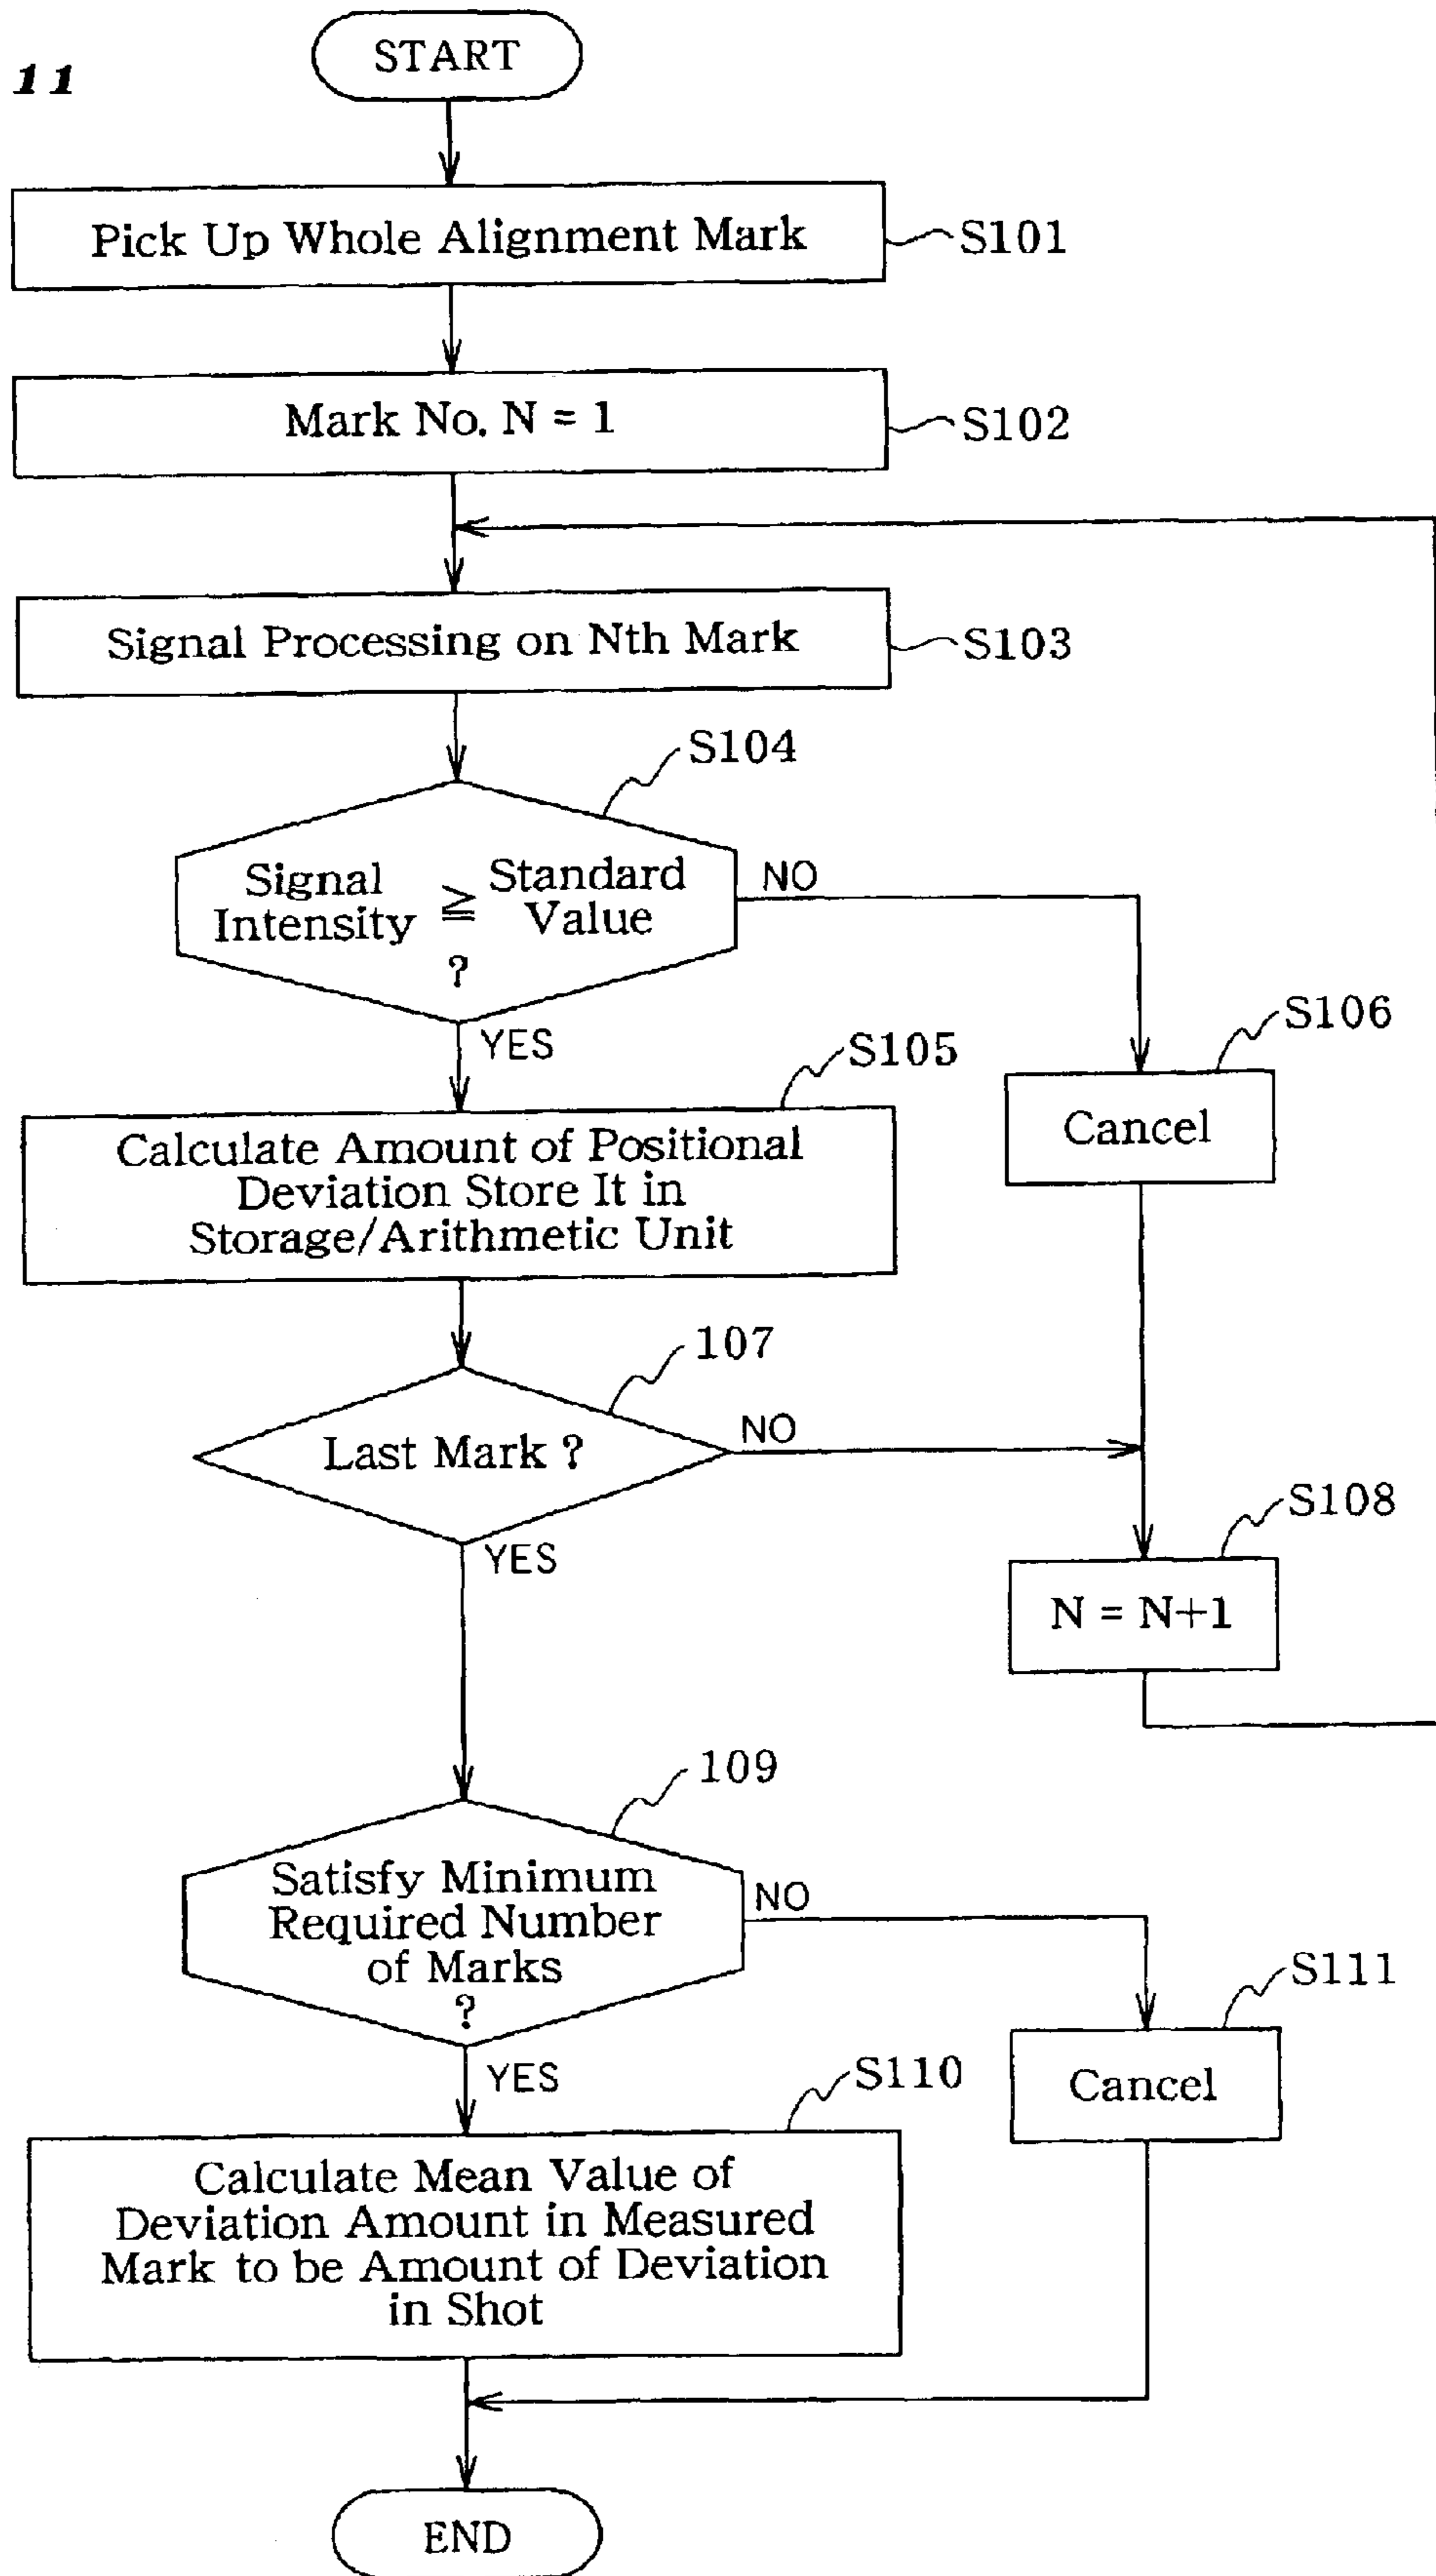 11
START
Pick Up Whole Alignment Mark
S101
Mark No. N = 1
S102
Signal Processing on Nth Mark
S103
S104
Signal Intensity ≧ Standard Value
?
NO
YES
S106
Cancel
S105
Calculate Amount of Positional
Deviation Store It in
Storage/Arithmetic Unit
107
Last Mark ?
NO
YES
S108
N = N+1
109
Satisfy Minimum
Required Number
of Marks
?
NO
YES
S111
Cancel
S110
Calculate Mean Value of
Deviation Amount in Measured
Mark to be Amount of Deviation
in Shot
END